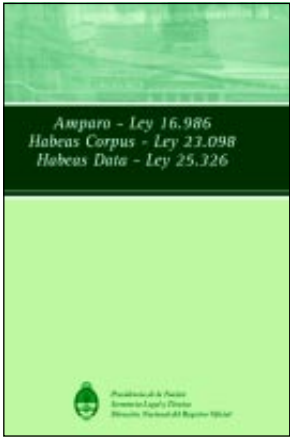 Amparo - Ley 16.986
Habeas Corpus - Ley 23.098
Habeas Data - Ley 25.326
Presidencia de la Nación
Secretaría Legal y Técnica
Dirección Nacional del Registro Oficial